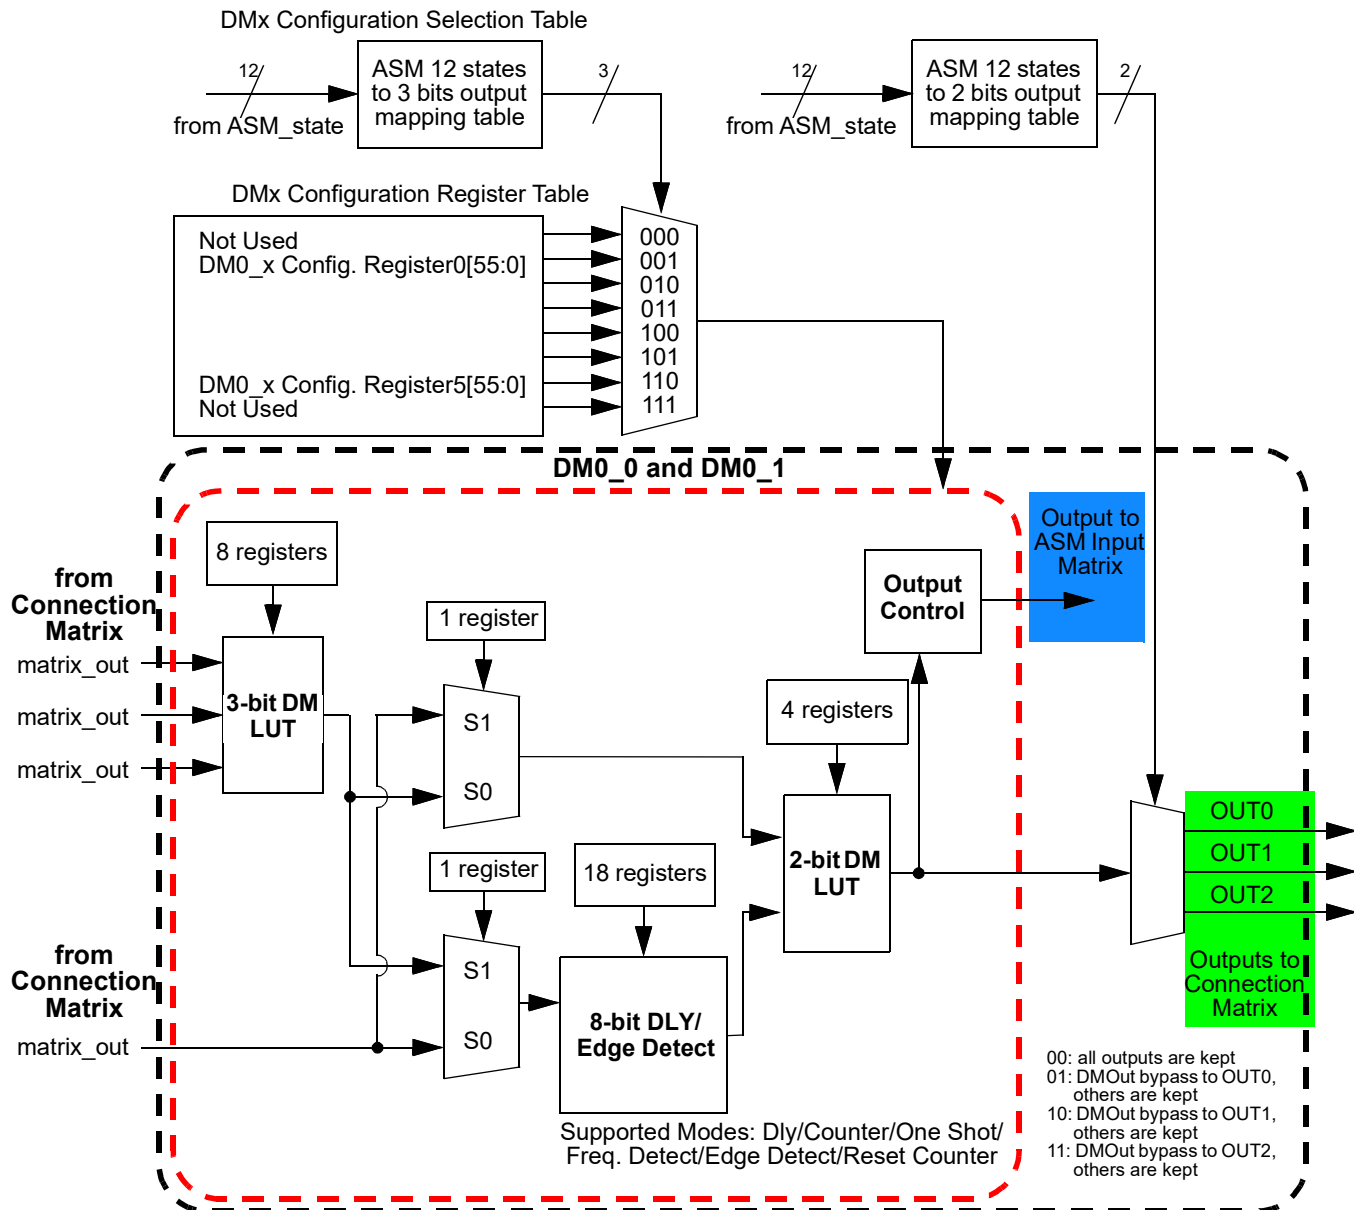 DMx Configuration Selection Table
12
ASM 12 states
to 3 bits output
mapping table
3
from ASM_state
12
ASM 12 states
to 2 bits output
mapping table
2
from ASM_state
DMx Configuration Register Table
Not Used
DM0_x Config. Register0[55:0]
DM0_x Config. Register5[55:0]
Not Used
000
001
010
011
100
101
110
111
DM0_0 and DM0_1
8 registers
from
Connection
Matrix
matrix_out
matrix_out
matrix_out
3-bit DM
LUT
1 register
S1
S0
Output
Control
Output to
ASM Input
Matrix
4 registers
2-bit DM
LUT
1 register
18 registers
S1
S0
8-bit DLY/
Edge Detect
from
Connection
Matrix
matrix_out
OUT0
OUT1
OUT2
Outputs to
Connection
Matrix
Supported Modes: Dly/Counter/One Shot/
Freq. Detect/Edge Detect/Reset Counter
00: all outputs are kept
01: DMOut bypass to OUT0,
others are kept
10: DMOut bypass to OUT1,
others are kept
11: DMOut bypass to OUT2,
others are kept